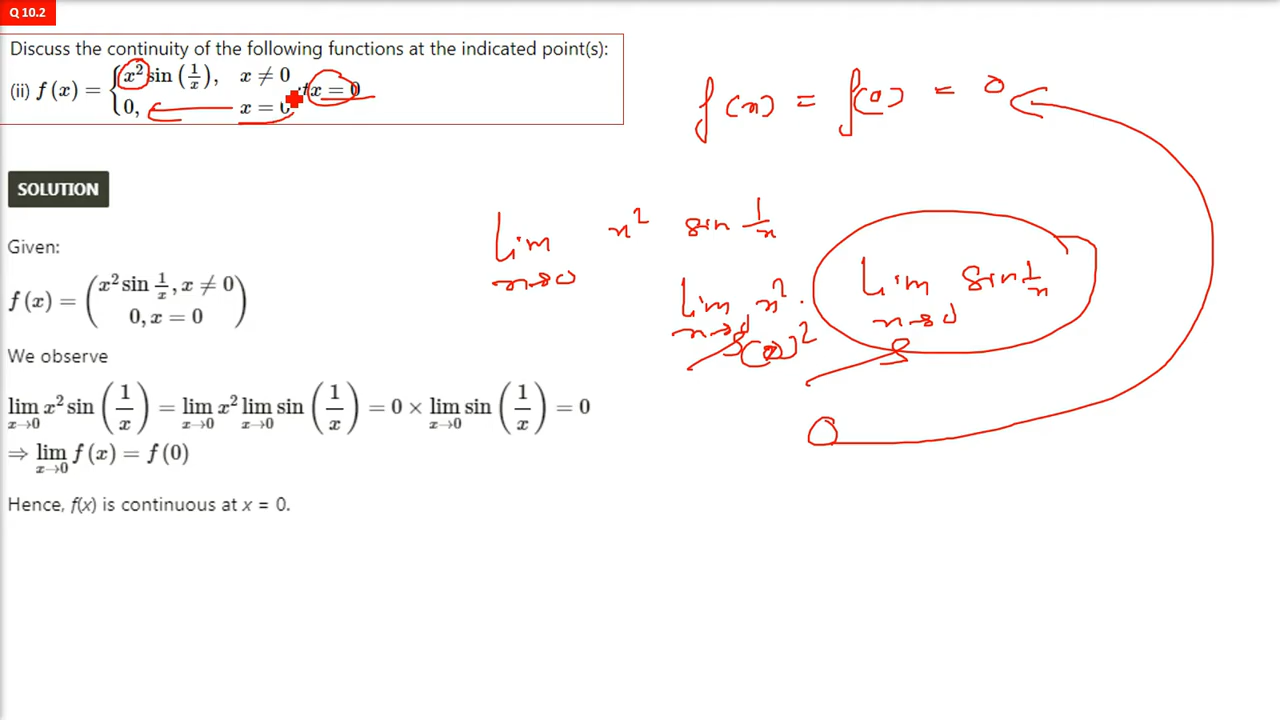 Q 10.2
Discuss the continuity of the following functions at the indicated point(s):
(ii) f(x) = { x² sin (1/x), x ≠ 0
0, x = 0 x = 0
f(x) = f(0) = 0
SOLUTION
Given:
f(x) = ( x² sin 1/x, x ≠ 0
0, x = 0 )
lim x→0 x² sin 1/x
lim x→0 x² · lim x→0 sin 1/x
(0)²
0
We observe
lim x→0 x² sin (1/x) = lim x→0 x² lim x→0 sin (1/x) = 0 × lim x→0 sin (1/x) = 0
⇒ lim x→0 f(x) = f(0)
Hence, f(x) is continuous at x = 0.